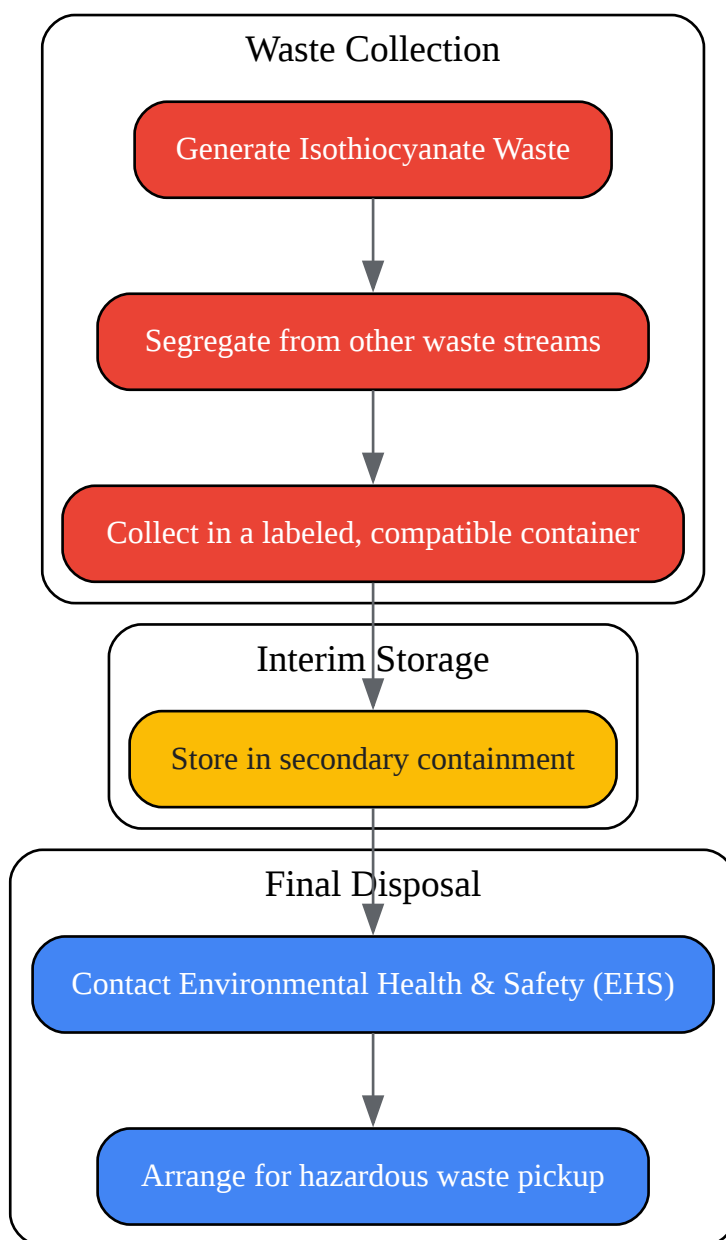 Waste Collection
Generate Isothiocyanate Waste
Segregate from other waste streams
Collect in a labeled, compatible container
Interim Storage
Store in secondary containment
Final Disposal
Contact Environmental Health & Safety (EHS)
Arrange for hazardous waste pickup